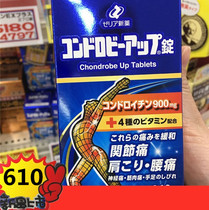 ゼリア新薬
コンドロビーアップ錠
Chondrobe Up Tablets
コンドロイチン900mg
+4種のビタミン配合
これらの痛みを緩和
関節痛
肩こり・腰痛
神経痛・筋肉痛・手足のしびれ
610